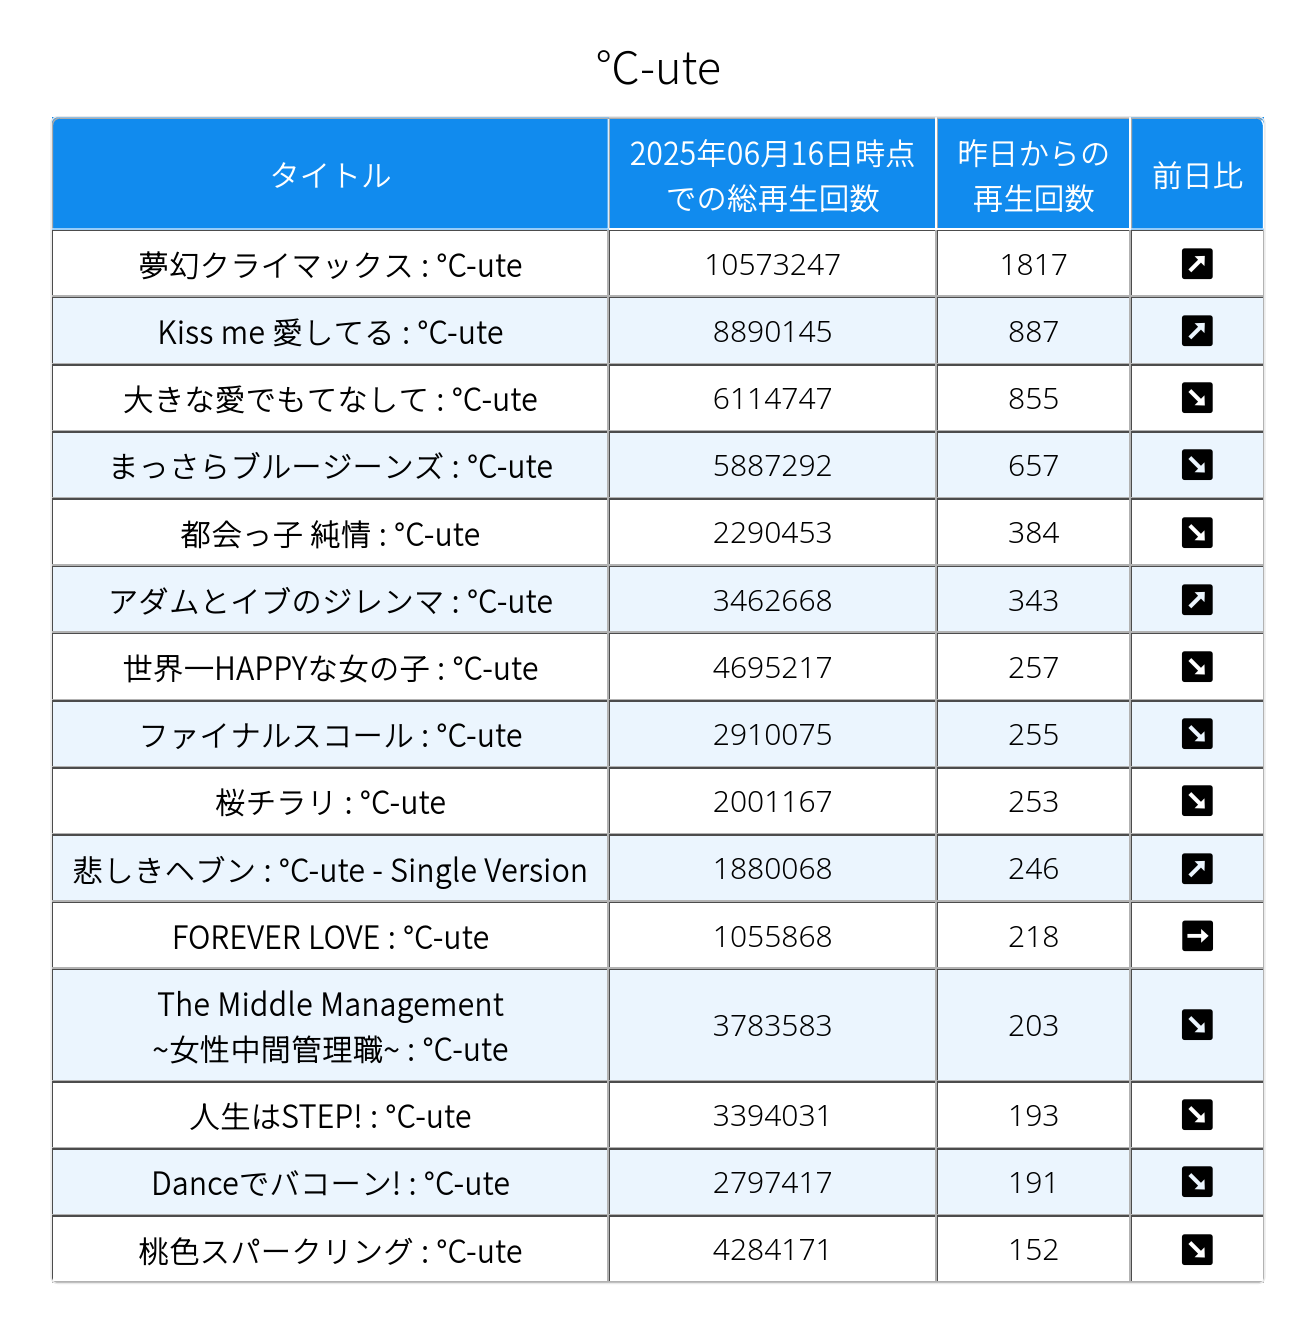 ℃-ute
タイトル
2025年06月16日時点
での総再生回数
昨日からの
再生回数
前日比
夢幻クライマックス : ℃-ute 10573247 1817
Kiss me 愛してる : ℃-ute 8890145 887
大きな愛でもてなして : ℃-ute 6114747 855
まっさらブルージーンズ : ℃-ute 5887292 657
都会っ子 純情 : ℃-ute 2290453 384
アダムとイブのジレンマ : ℃-ute 3462668 343
世界一HAPPYな女の子 : ℃-ute 4695217 257
ファイナルスコール : ℃-ute 2910075 255
桜チラリ : ℃-ute 2001167 253
悲しきヘブン : ℃-ute - Single Version 1880068 246
FOREVER LOVE : ℃-ute 1055868 218
The Middle Management
~女性中間管理職~ : ℃-ute 3783583 203
人生はSTEP! : ℃-ute 3394031 193
Danceでバコーン! : ℃-ute 2797417 191
桃色スパークリング : ℃-ute 4284171 152